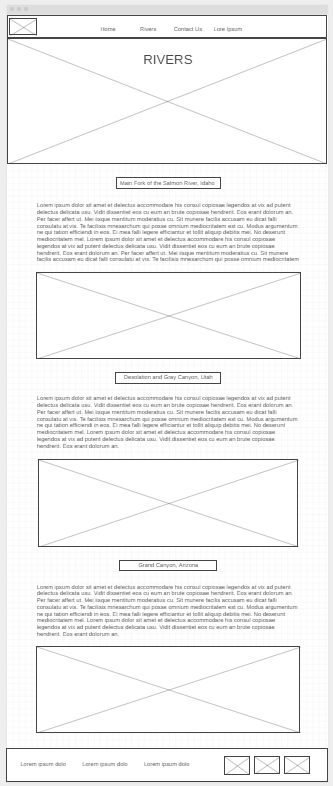 Home Rivers Contact Us Lore Ipsum
RIVERS
Main Fork of the Salmon River, Idaho
Lorem ipsum dolor sit amet et delectus accommodare his consul copiosae legendos at vix ad putent
delectus delicata usu. Vidit dissentiet eos cu eum an brute copiosae hendrerit. Eos erant dolorum an.
Per facer affert ut. Mei iisque mentitum moderatius cu. Sit munere facilis accusam eu dicat falli
consulatu at vis. Te facilisis mnesarchum qui posse omnium mediocritatem est cu. Modus argumentum
ne qui tation efficiendi in eos. Ei mea falli legere efficiantur et tollit aliquip debitis mei. No deserunt
mediocritatem mel. Lorem ipsum dolor sit amet et delectus accommodare his consul copiosae
legendos at vix ad putent delectus delicata usu. Vidit dissentiet eos cu eum an brute copiosae
hendrerit. Eos erant dolorum an. Per facer affert ut. Mei iisque mentitum moderatius cu. Sit munere
facilis accusam eu dicat falli consulatu at vis. Te facilisis mnesarchum qui posse omnium mediocritatem
Desolation and Gray Canyon, Utah
Lorem ipsum dolor sit amet et delectus accommodare his consul copiosae legendos at vix ad putent
delectus delicata usu. Vidit dissentiet eos cu eum an brute copiosae hendrerit. Eos erant dolorum an.
Per facer affert ut. Mei iisque mentitum moderatius cu. Sit munere facilis accusam eu dicat falli
consulatu at vis. Te facilisis mnesarchum qui posse omnium mediocritatem est cu. Modus argumentum
ne qui tation efficiendi in eos. Ei mea falli legere efficiantur et tollit aliquip debitis mei. No deserunt
mediocritatem mel. Lorem ipsum dolor sit amet et delectus accommodare his consul copiosae
legendos at vix ad putent delectus delicata usu. Vidit dissentiet eos cu eum an brute copiosae
hendrerit. Eos erant dolorum an.
Grand Canyon, Arizona
Lorem ipsum dolor sit amet et delectus accommodare his consul copiosae legendos at vix ad putent
delectus delicata usu. Vidit dissentiet eos cu eum an brute copiosae hendrerit. Eos erant dolorum an.
Per facer affert ut. Mei iisque mentitum moderatius cu. Sit munere facilis accusam eu dicat falli
consulatu at vis. Te facilisis mnesarchum qui posse omnium mediocritatem est cu. Modus argumentum
ne qui tation efficiendi in eos. Ei mea falli legere efficiantur et tollit aliquip debitis mei. No deserunt
mediocritatem mel. Lorem ipsum dolor sit amet et delectus accommodare his consul copiosae
legendos at vix ad putent delectus delicata usu. Vidit dissentiet eos cu eum an brute copiosae
hendrerit. Eos erant dolorum an.
Lorem ipsum dolo Lorem ipsum dolo Lorem ipsum dolo